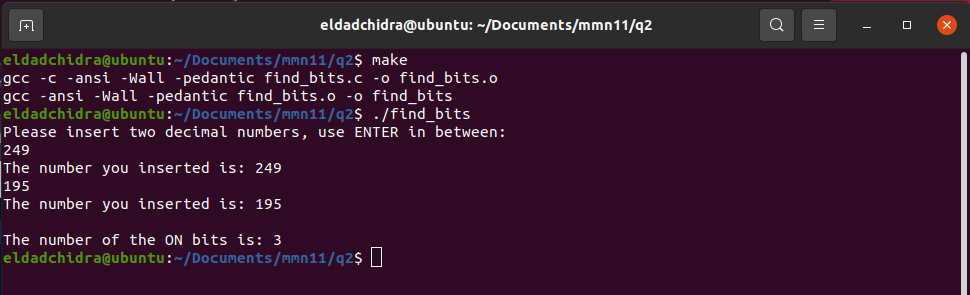 eldadchidra@ubuntu: ~/Documents/mmn11/q2
eldadchidra@ubuntu:~/Documents/mmn11/q2$ make
gcc -c -ansi -Wall -pedantic find_bits.c -o find_bits.o
gcc -ansi -Wall -pedantic find_bits.o -o find_bits
eldadchidra@ubuntu:~/Documents/mmn11/q2$ ./find_bits
Please insert two decimal numbers, use ENTER in between:
249
The number you inserted is: 249
195
The number you inserted is: 195

The number of the ON bits is: 3
eldadchidra@ubuntu:~/Documents/mmn11/q2$